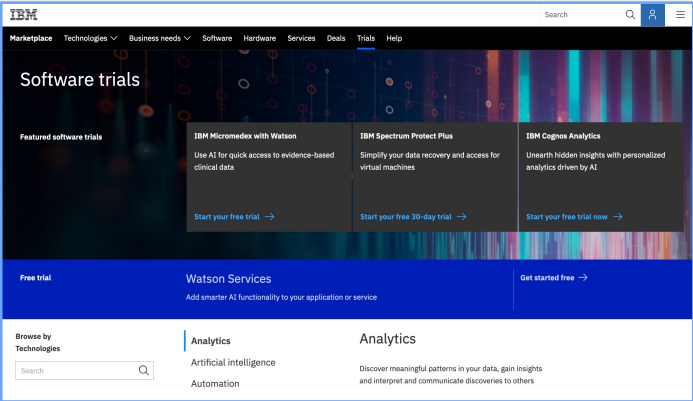 IBM
Search
Marketplace Technologies Business needs Software Hardware Services Deals Trials Help
Software trials
Featured software trials
IBM Micromedex with Watson
Use AI for quick access to evidence-based
clinical data
Start your free trial →
IBM Spectrum Protect Plus
Simplify your data recovery and access for
virtual machines
Start your free 30-day trial →
IBM Cognos Analytics
Unearth hidden insights with personalized
analytics driven by AI
Start your free trial now →
Free trial
Watson Services
Add smarter AI functionality to your application or service
Get started free →
Browse by
Technologies
Search
Analytics
Artificial intelligence
Automation
Analytics
Discover meaningful patterns in your data, gain insights
and interpret and communicate discoveries to others